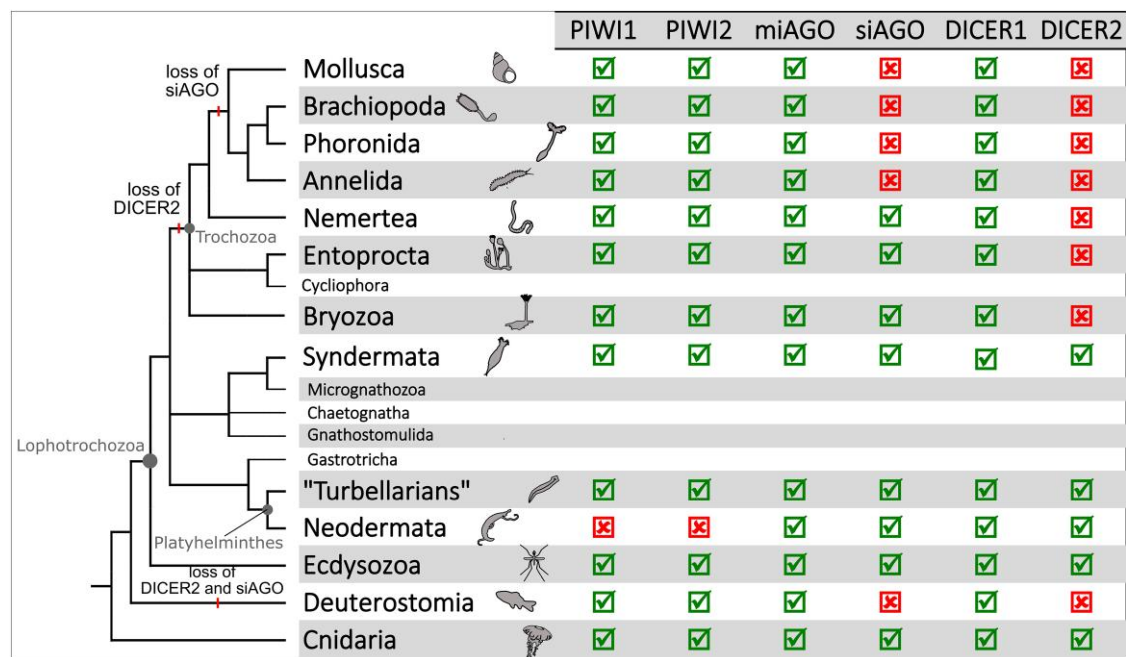 PIWI1 PIWI2 miAGO siAGO DICER1 DICER2
loss of
siAGO
Mollusca
Brachiopoda
Phoronida
Annelida
loss of
DICER2
Nemertea
Trochozoa
Entoprocta
Cycliophora
Bryozoa
Syndermata
Micrognathozoa
Chaetognatha
Gnathostomulida
Lophotrochozoa
Gastrotricha
"Turbellarians"
Neodermata
Platyhelminthes
Ecdysozoa
loss of
DICER2 and siAGO
Deuterostomia
Cnidaria